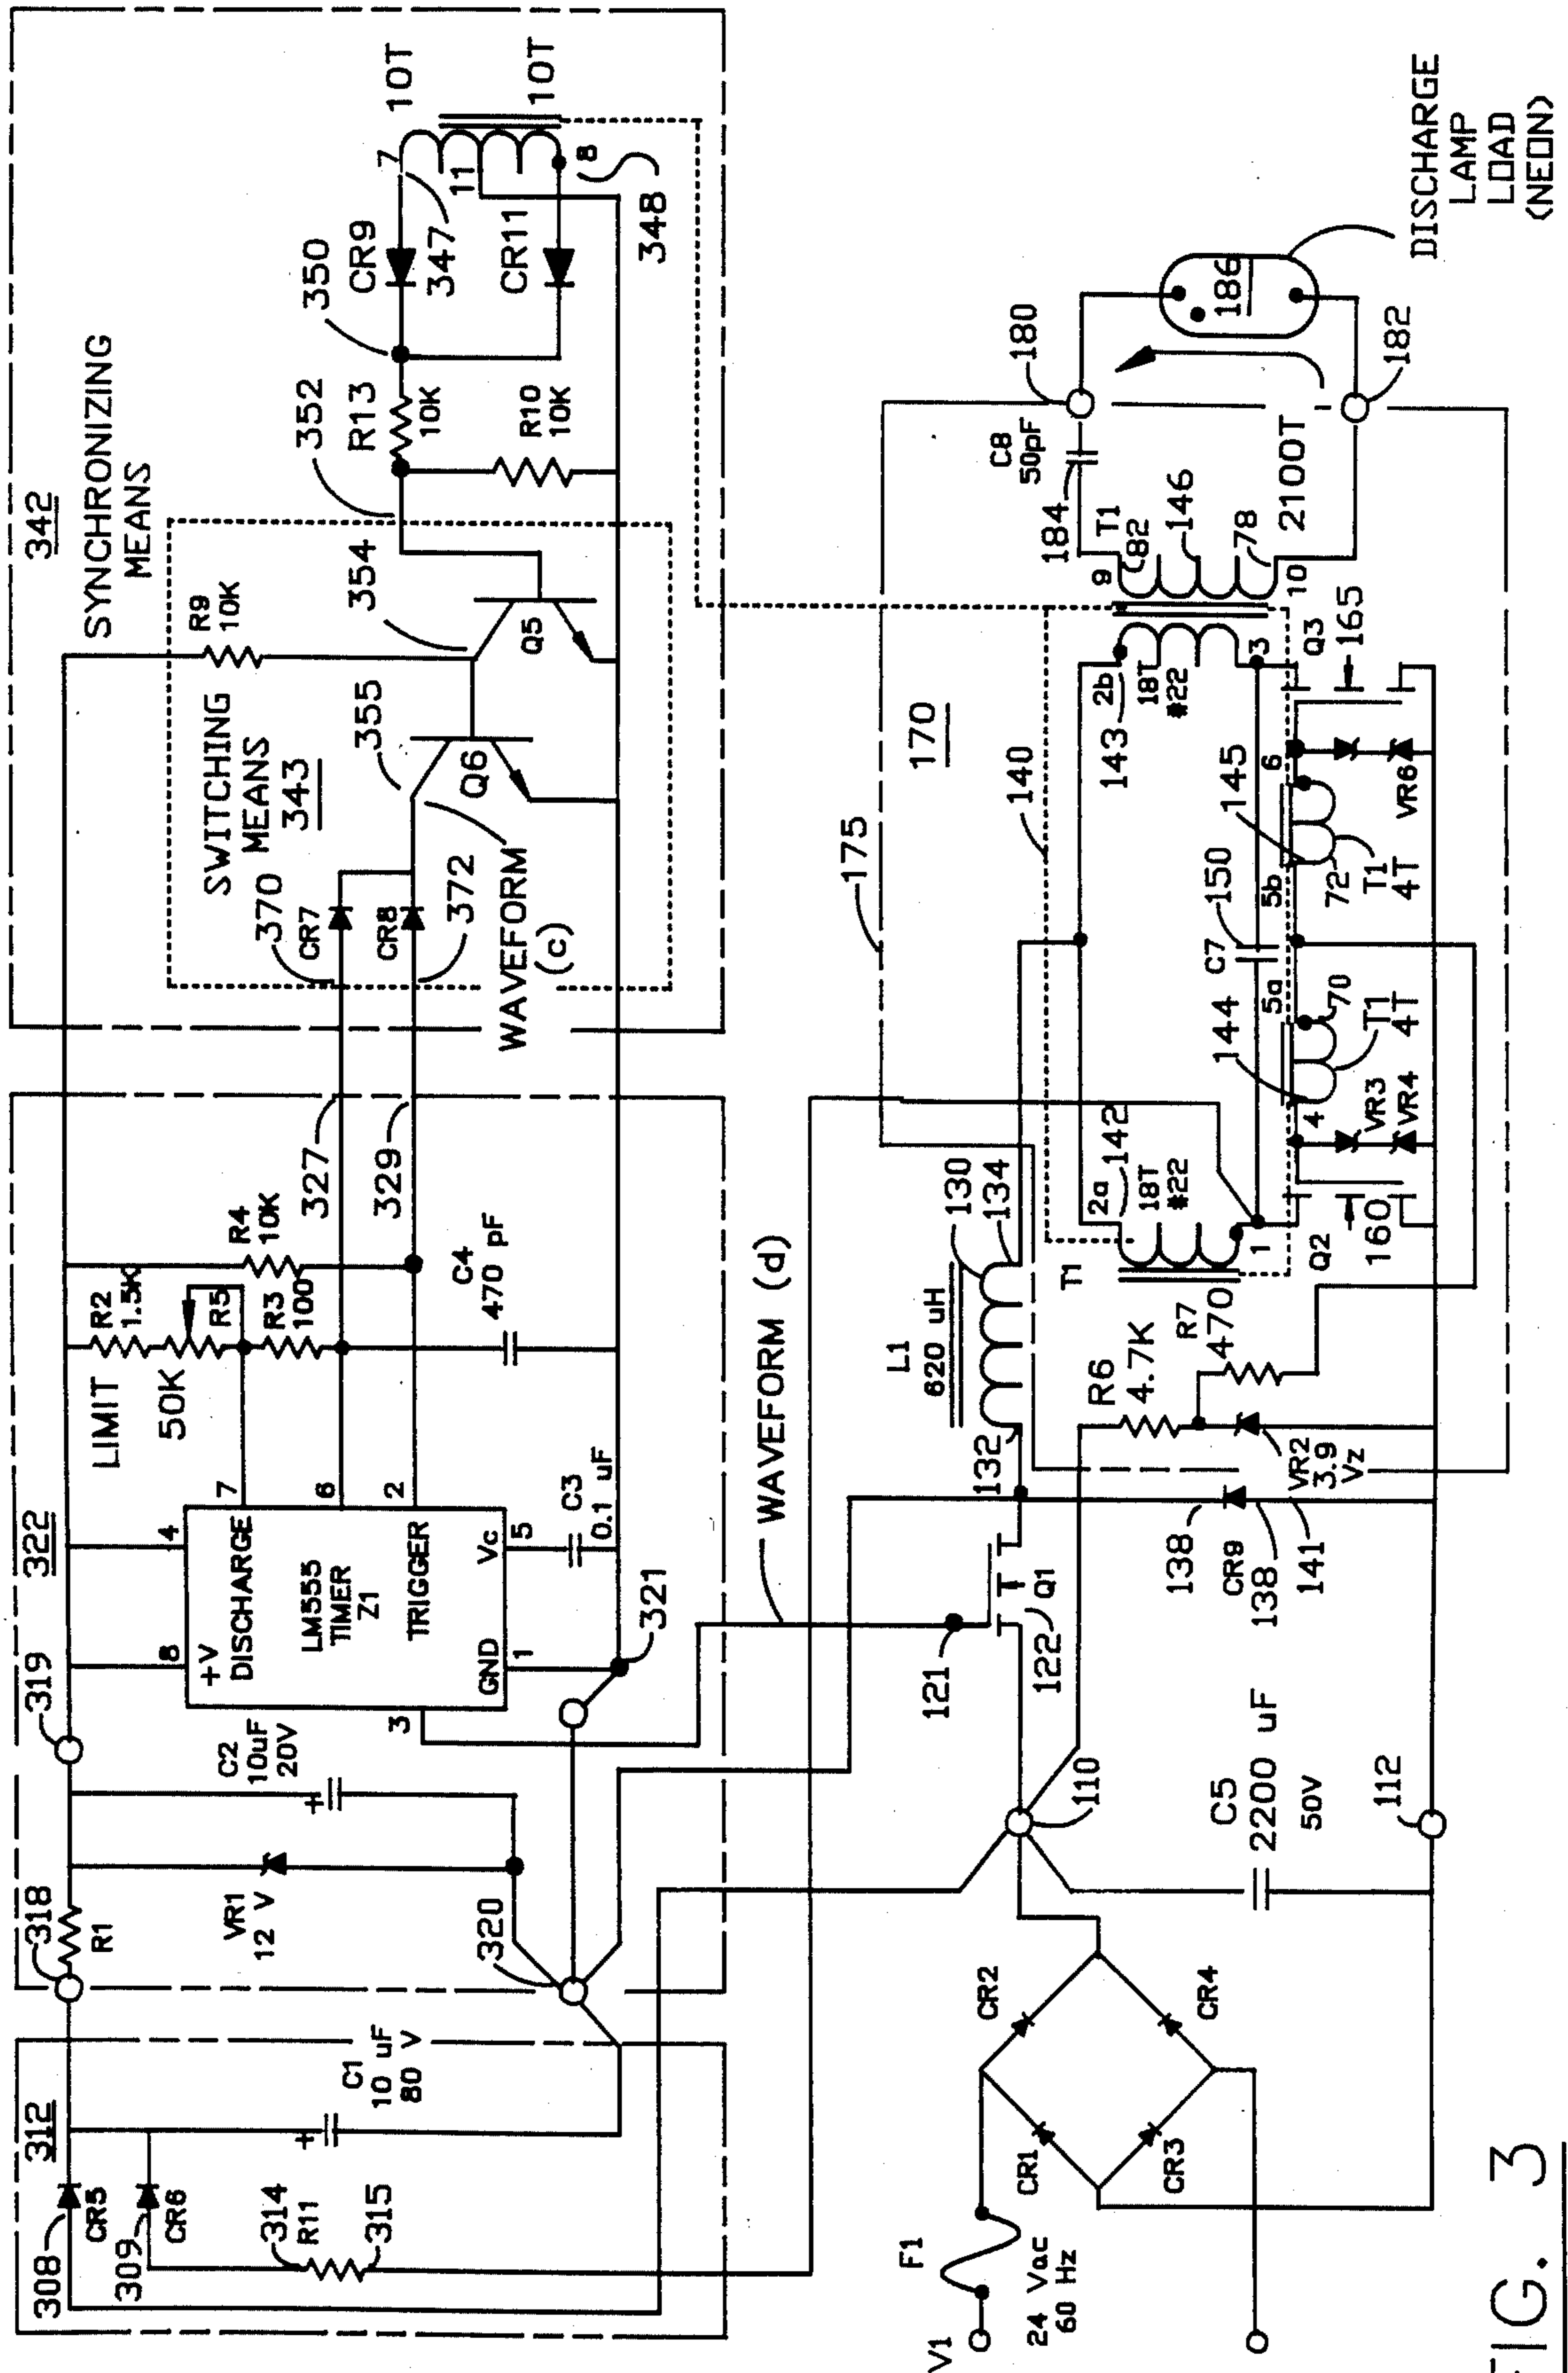 312
308
CR5
309
CR6
314
R11
315
C1
10 uF
80 V
+
318
R1
VR1
12 V
C2
10uF
20V
+
320
319
322
8
4
+V
DISCHARGE
LM555
TIMER
Z1
TRIGGER
GND
Vc
3
1
5
7
6
2
321
C3
0.1 uF
LIMIT
50K
R2
1.5K
R5
R3
100
R4
10K
C4
470 pF
327
329
342
SYNCHRONIZING
MEANS
SWITCHING
MEANS
343
370
CR7
CR8
372
WAVEFORM
(c)
355
Q6
354
Q5
R9
10K
352
R13
10K
R10
10K
350
CR9
347
CR11
7
11
8
10T
10T
348
V1
F1
24 Vac
60 Hz
CR1
CR2
CR3
CR4
110
C5
2200 uF
50V
112
121
122
Q1
WAVEFORM (d)
132
138
CR9
138
141
L1
620 uH
130
134
R6
4.7K
R7
470
VR2
3.9
Vz
T1
2a
142
18T
#22
1
Q2
160
4
VR3
VR4
144
5a
70
T1
4T
C7
150
5b
72
145
6
T1
4T
VR6
140
175
170
143
2b
18T
#22
3
Q3
165
T1
9
82
146
78
10
2100T
184
C8
50pF
180
182
186
DISCHARGE
LAMP
LOAD
(NEON)
FIG. 3